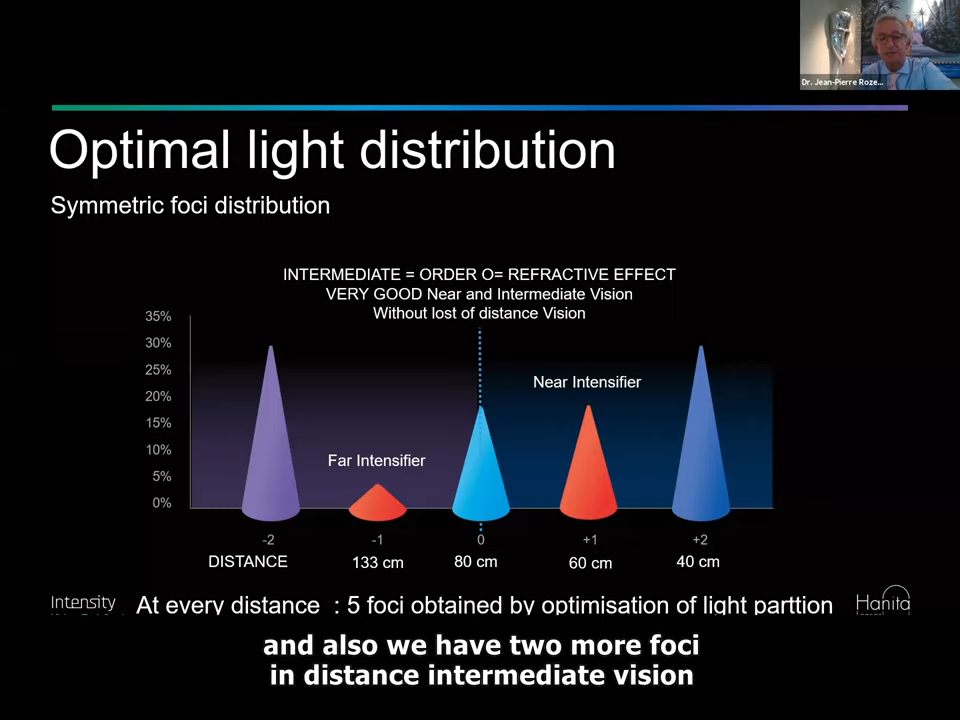 Dr. Jean-Pierre Roze...
Optimal light distribution
Symmetric foci distribution
INTERMEDIATE = ORDER O= REFRACTIVE EFFECT
VERY GOOD Near and Intermediate Vision
Without lost of distance Vision
35%
30%
25%
20%
15%
10%
5%
0%
Near Intensifier
Far Intensifier
-2 -1 0 +1 +2
DISTANCE 133 cm 80 cm 60 cm 40 cm
Intensity At every distance : 5 foci obtained by optimisation of light parttion Hanita
and also we have two more foci
in distance intermediate vision